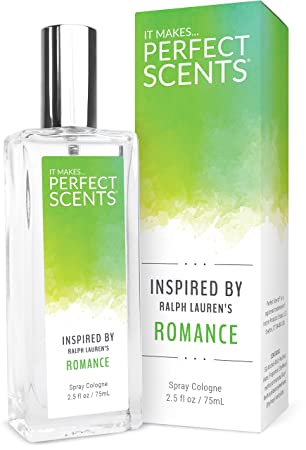 IT MAKES...
PERFECT
SCENTS®
INSPIRED BY
RALPH LAUREN'S
ROMANCE
Spray Cologne
2.5 fl oz / 75mL
IT MAKES...
PERFECT
SCENTS®
INSPIRED BY
RALPH LAUREN'S
ROMANCE
Spray Cologne
2.5 fl oz / 75mL